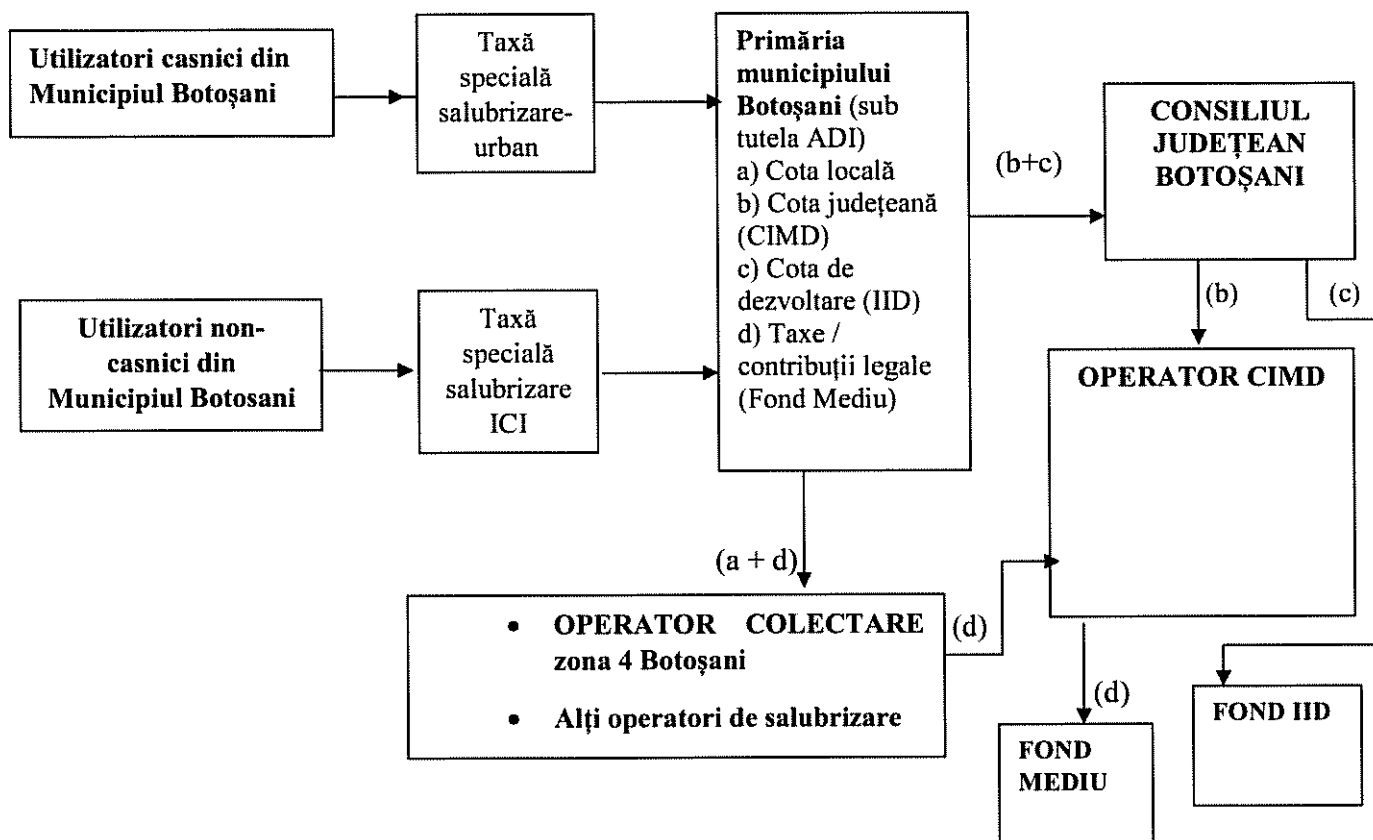 Utilizatori casnici din
Municipiul Botoșani
Taxă
specială
salubrizare-
urban
Primăria
municipiului
Botoșani (sub
tutela ADI)
a) Cota locală
b) Cota județeană
(CIMD)
c) Cota de
dezvoltare (IID)
d) Taxe /
contribuții legale
(Fond Mediu)
(b+c)
CONSILIUL
JUDEȚEAN
BOTOȘANI
(b)
(c)
Utilizatori non-
casnici din
Municipiul Botosani
Taxă
specială
salubrizare
ICI
OPERATOR CIMD
(a + d)
• OPERATOR COLECTARE
zona 4 Botoșani
• Alți operatori de salubrizare
(d)
(d)
FOND
MEDIU
FOND IID